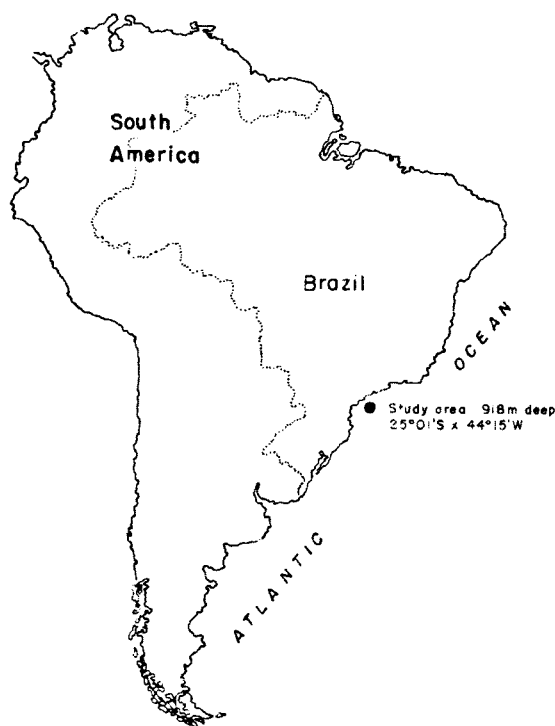 South
America
Brazil
OCEAN
Study area 918m deep
25°01'S x 44°15'W
ATLANTIC